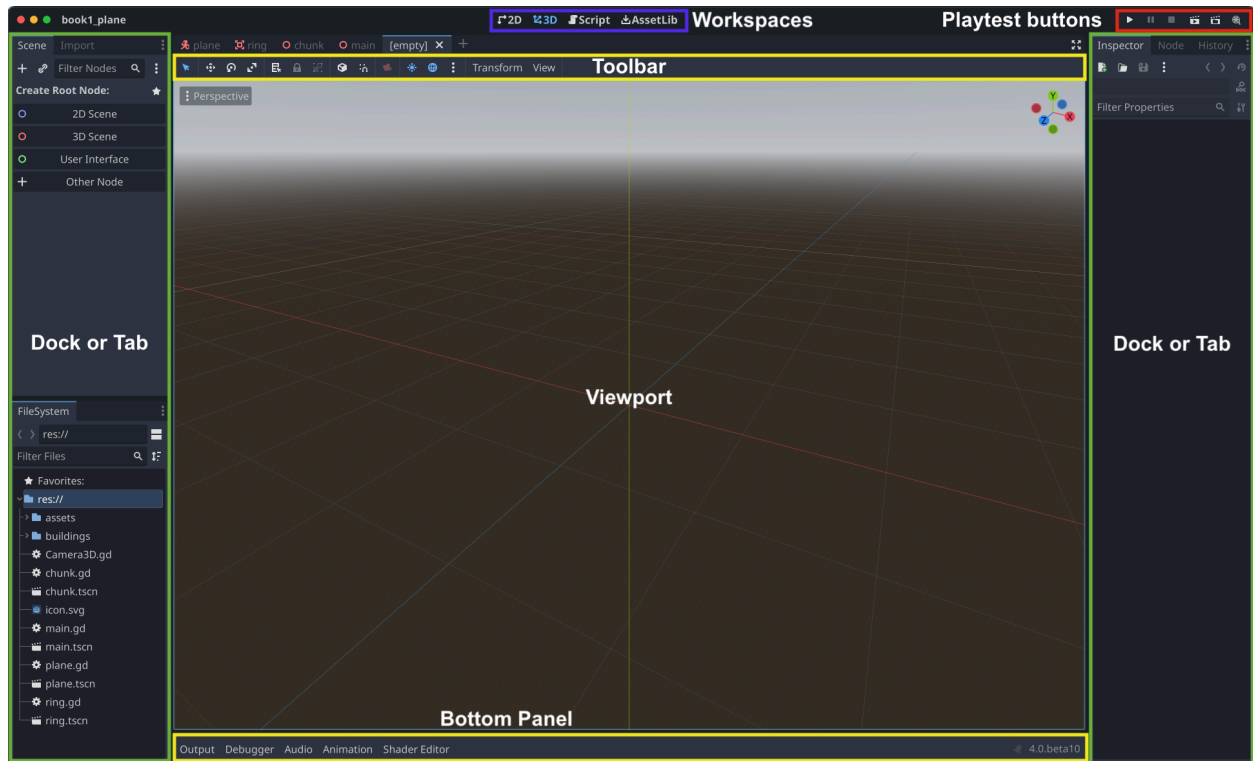 book1_plane
2D 3D Script AssetLib Workspaces Playtest buttons
Scene Import
plane ring chunk main [empty]
Inspector Node History
Filter Nodes
Transform View Toolbar
Create Root Node:
2D Scene
3D Scene
User Interface
Other Node
Perspective
Y
X
Z
DOC
Filter Properties
Dock or Tab
Viewport
Dock or Tab
FileSystem
res://
Filter Files
Favorites:
res://
assets
buildings
Camera3D.gd
chunk.gd
chunk.tscn
icon.svg
main.gd
main.tscn
plane.gd
plane.tscn
ring.gd
ring.tscn
Bottom Panel
Output Debugger Audio Animation Shader Editor 4.0.beta10